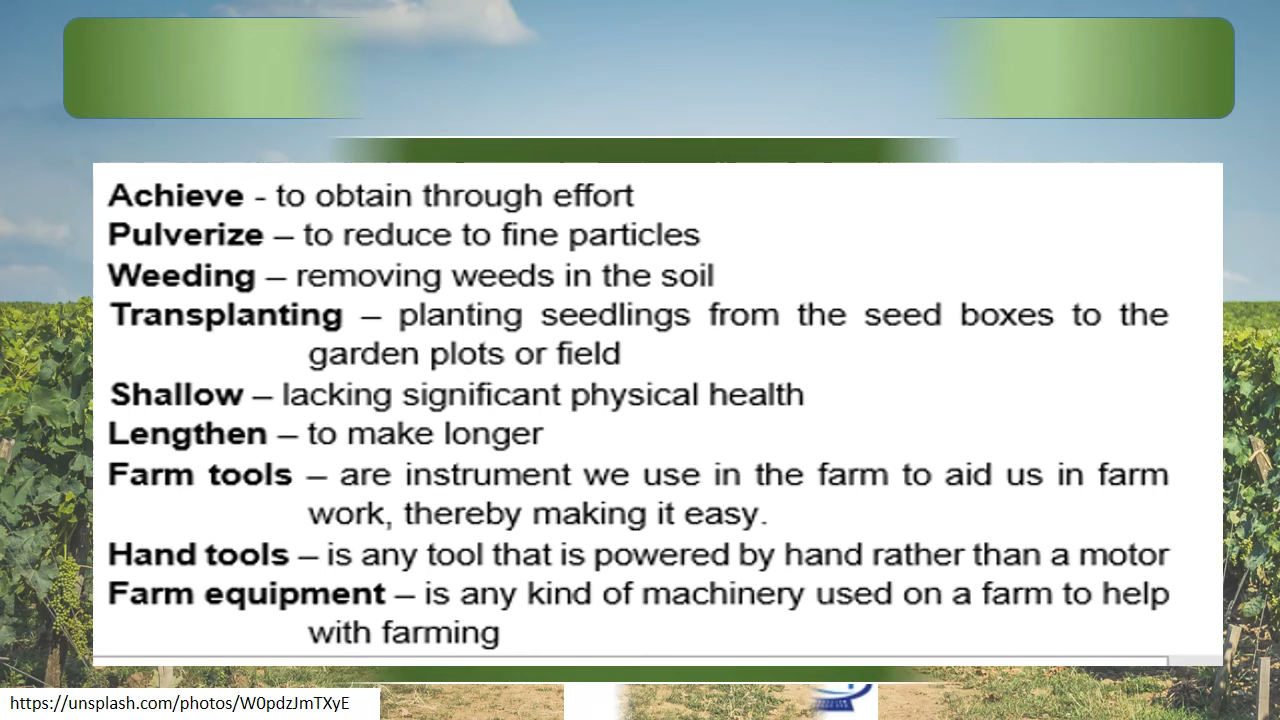 Achieve - to obtain through effort
Pulverize – to reduce to fine particles
Weeding – removing weeds in the soil
Transplanting – planting seedlings from the seed boxes to the
garden plots or field
Shallow – lacking significant physical health
Lengthen – to make longer
Farm tools – are instrument we use in the farm to aid us in farm
work, thereby making it easy.
Hand tools – is any tool that is powered by hand rather than a motor
Farm equipment – is any kind of machinery used on a farm to help
with farming
https://unsplash.com/photos/W0pdzJmTXyE